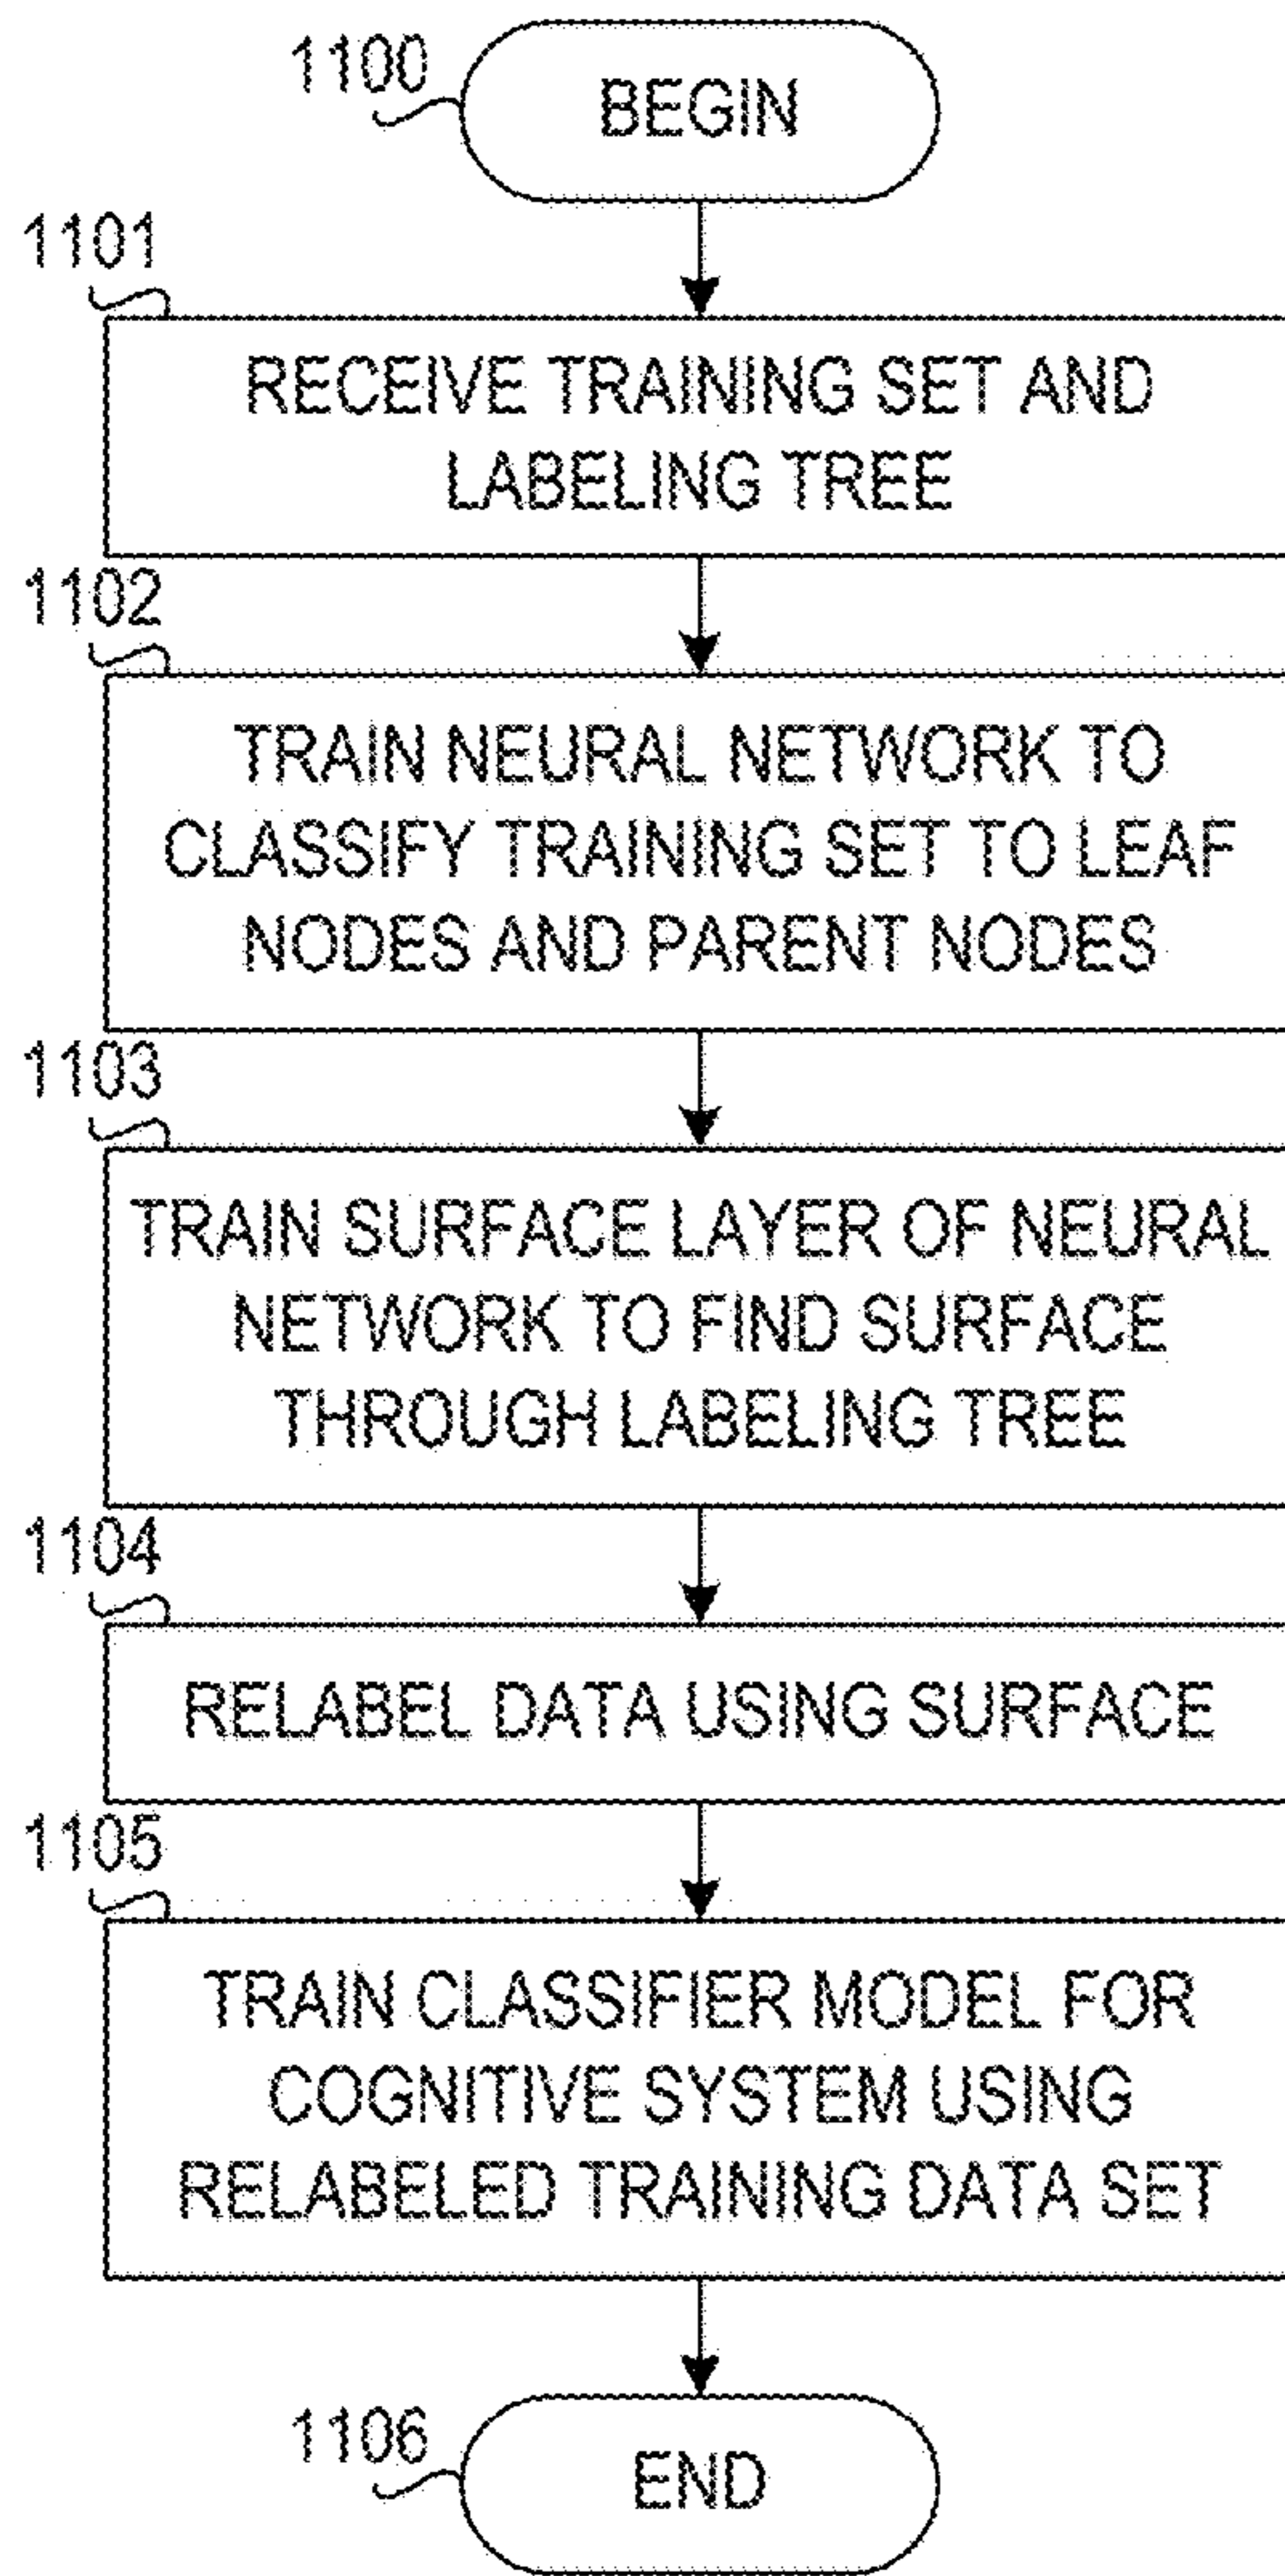 1100
BEGIN
1101
RECEIVE TRAINING SET AND
LABELING TREE
1102
TRAIN NEURAL NETWORK TO
CLASSIFY TRAINING SET TO LEAF
NODES AND PARENT NODES
1103
TRAIN SURFACE LAYER OF NEURAL
NETWORK TO FIND SURFACE
THROUGH LABELING TREE
1104
RELABEL DATA USING SURFACE
1105
TRAIN CLASSIFIER MODEL FOR
COGNITIVE SYSTEM USING
RELABELED TRAINING DATA SET
1106
END